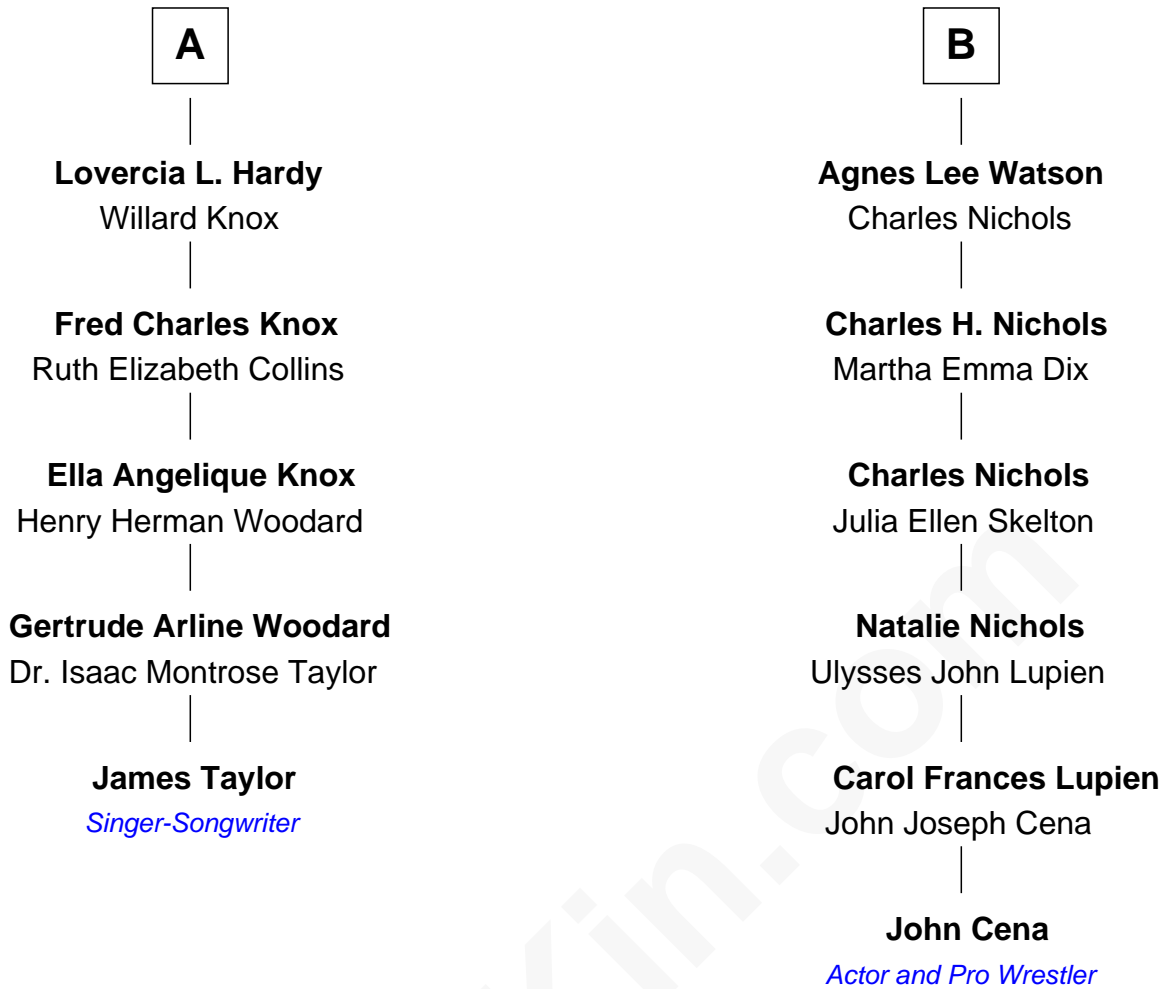 A
Lovercia L. Hardy
Willard Knox
Fred Charles Knox
Ruth Elizabeth Collins
Ella Angelique Knox
Henry Herman Woodard
Gertrude Arline Woodard
Dr. Isaac Montrose Taylor
James Taylor
Singer-Songwriter
B
Agnes Lee Watson
Charles Nichols
Charles H. Nichols
Martha Emma Dix
Charles Nichols
Julia Ellen Skelton
Natalie Nichols
Ulysses John Lupien
Carol Frances Lupien
John Joseph Cena
John Cena
Actor and Pro Wrestler
Kin.com